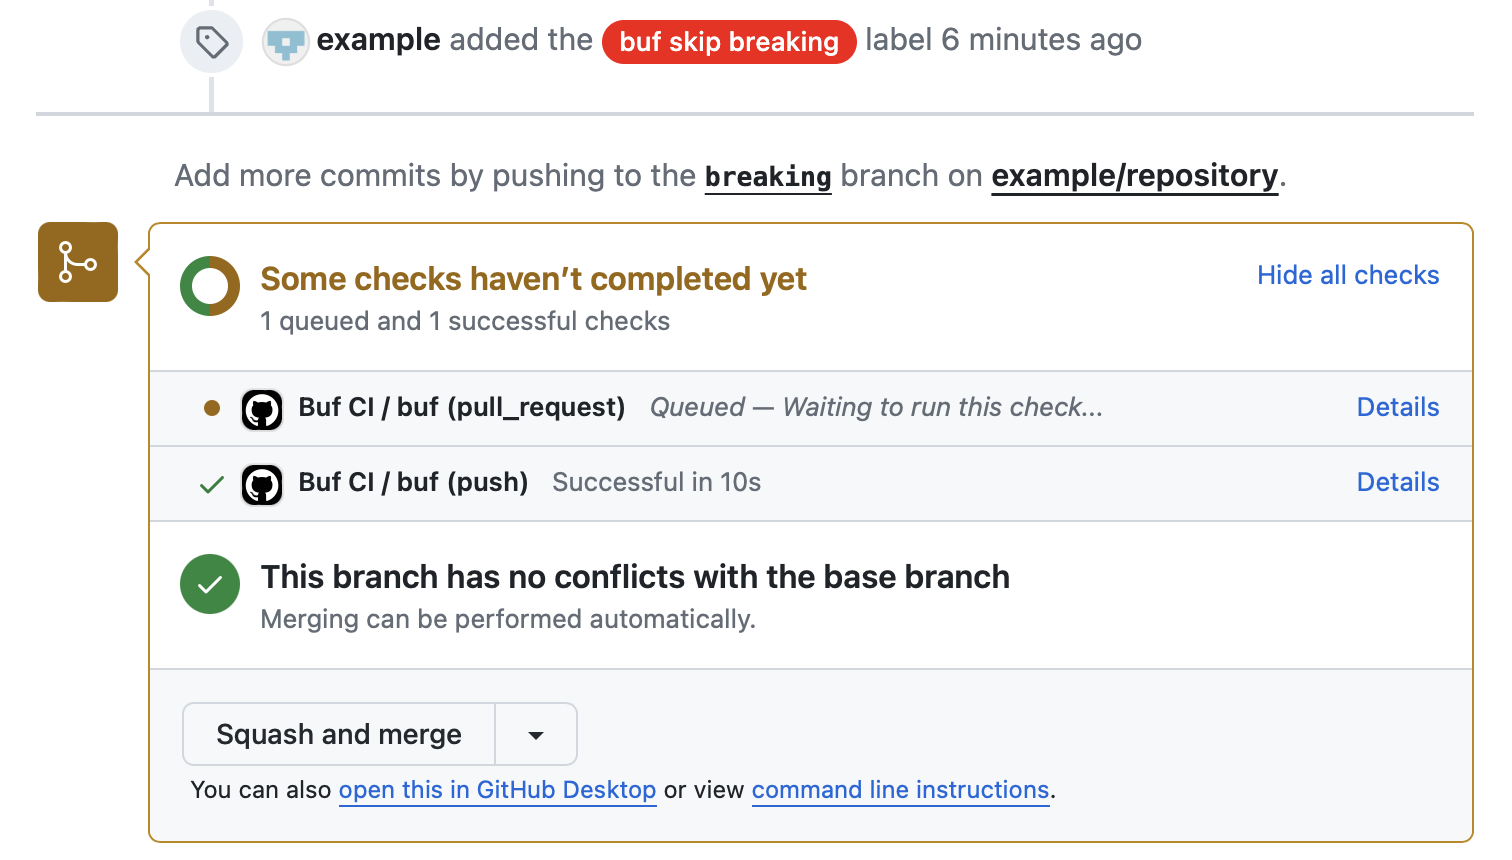 example added the buf skip breaking label 6 minutes ago
Add more commits by pushing to the breaking branch on example/repository.
Some checks haven’t completed yet
Hide all checks
1 queued and 1 successful checks
Buf CI / buf (pull_request) Queued — Waiting to run this check... Details
Buf CI / buf (push) Successful in 10s Details
This branch has no conflicts with the base branch
Merging can be performed automatically.
Squash and merge
You can also open this in GitHub Desktop or view command line instructions.